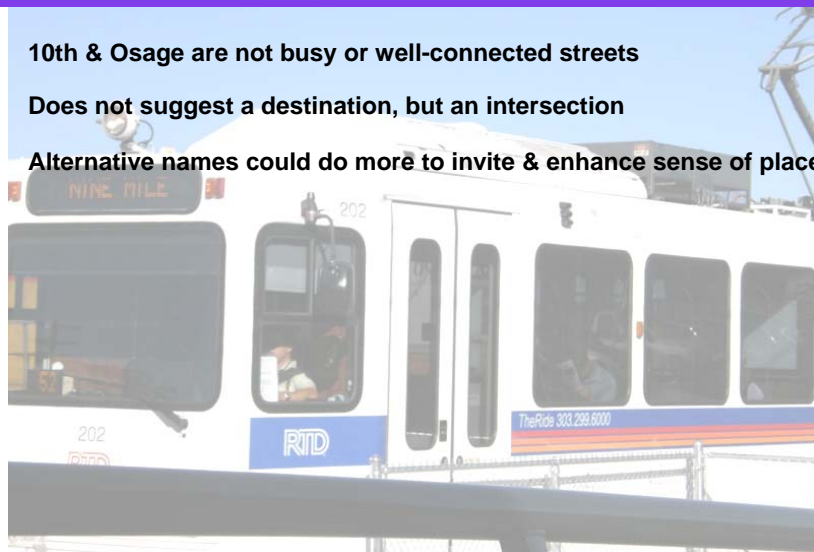 10th & Osage are not busy or well-connected streets
Does not suggest a destination, but an intersection
Alternative names could do more to invite & enhance sense of place
NINE MILE
202
52
202
RTD
TheRide 303.299.6000
RTD